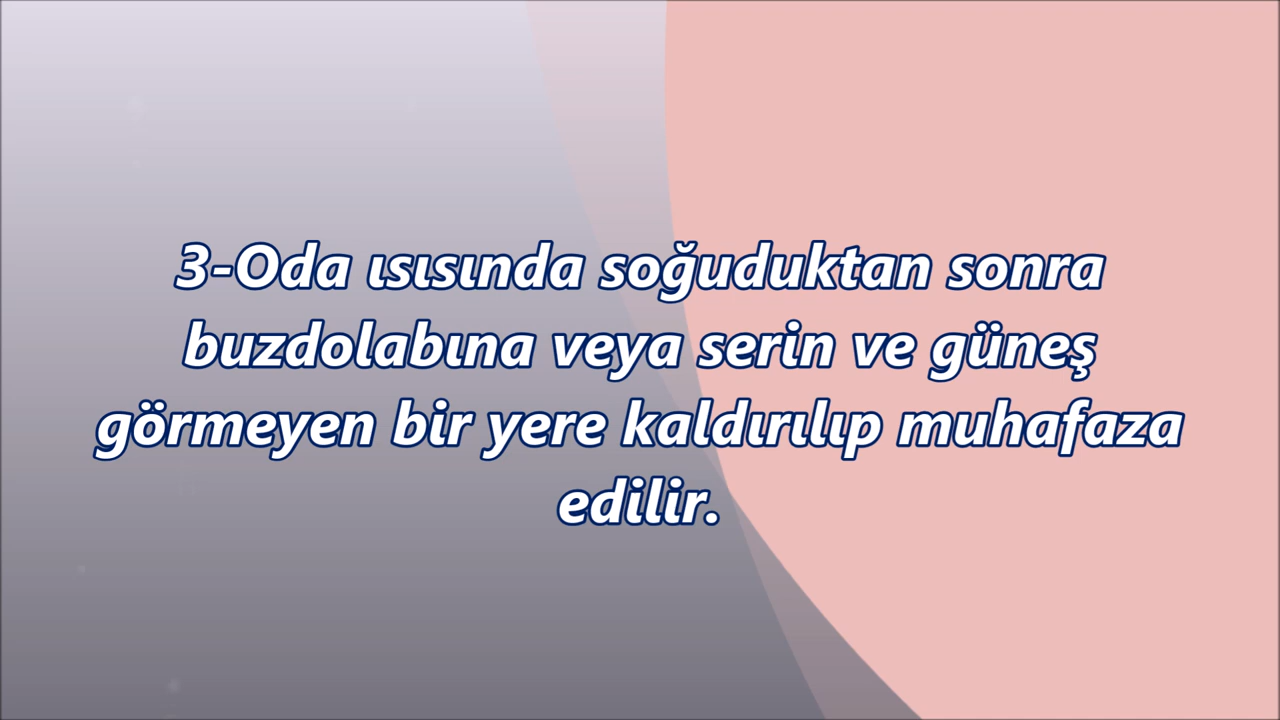 3-Oda ısısında soğuduktan sonra
buzdolabına veya serin ve güneş
görmeyen bir yere kaldırılıp muhafaza
edilir.